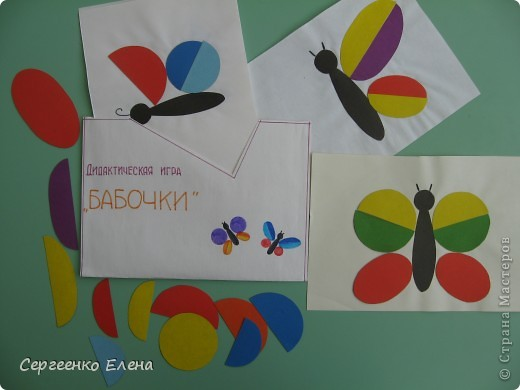 Дидактическая игра
„БАБОЧКИ"
Сергеенко Елена
© Страна Мастеров